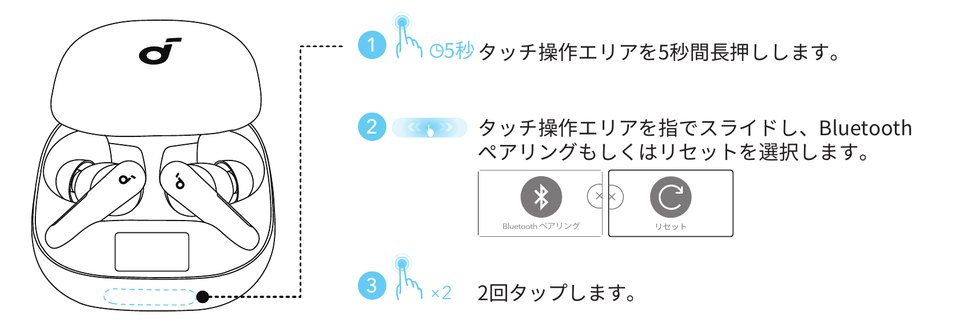 1 5秒 タッチ操作エリアを5秒間長押しします。
2 タッチ操作エリアを指でスライドし、Bluetooth
ペアリングもしくはリセットを選択します。
Bluetooth ペアリング リセット
3 ×2 2回タップします。